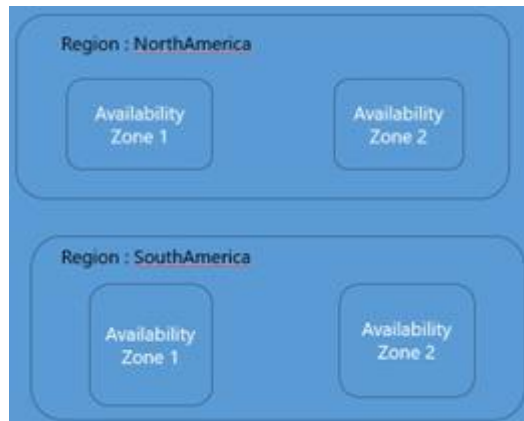 Region : NorthAmerica
Availability
Zone 1
Availability
Zone 2
Region : SouthAmerica
Availability
Zone 1
Availability
Zone 2